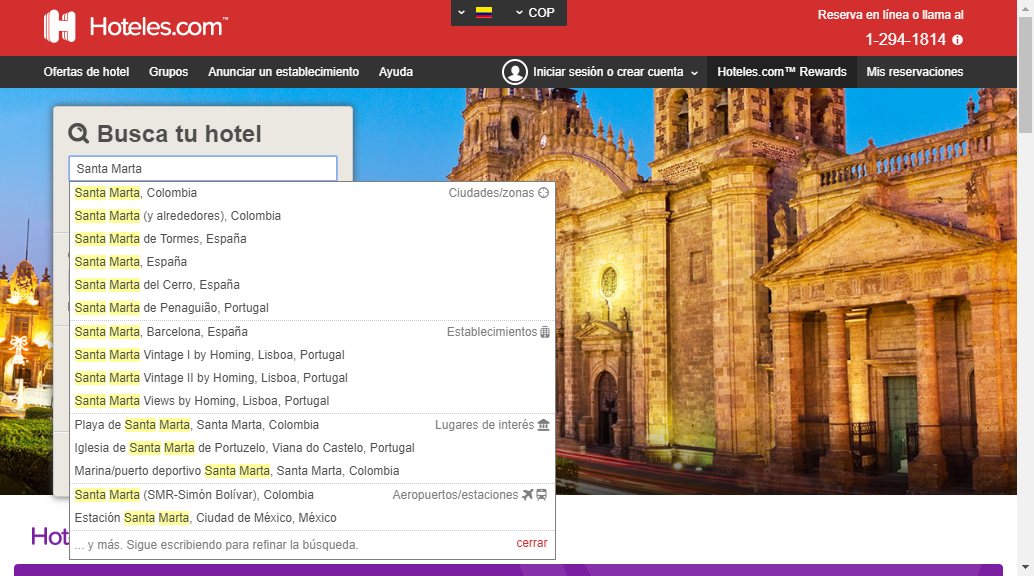 Hoteles.com™
COP
Reserva en línea o llama al
1-294-1814
Ofertas de hotel Grupos Anunciar un establecimiento Ayuda Iniciar sesión o crear cuenta Hoteles.com™ Rewards Mis reservaciones
Busca tu hotel
Santa Marta
Santa Marta, Colombia Ciudades/zonas
Santa Marta (y alrededores), Colombia
Santa Marta de Tormes, España
Santa Marta, España
Santa Marta del Cerro, España
Santa Marta de Penaguião, Portugal
Santa Marta, Barcelona, España Establecimientos
Santa Marta Vintage I by Homing, Lisboa, Portugal
Santa Marta Vintage II by Homing, Lisboa, Portugal
Santa Marta Views by Homing, Lisboa, Portugal
Playa de Santa Marta, Santa Marta, Colombia Lugares de interés
Iglesia de Santa Marta de Portuzelo, Viana do Castelo, Portugal
Marina/puerto deportivo Santa Marta, Santa Marta, Colombia
Santa Marta (SMR-Simón Bolívar), Colombia Aeropuertos/estaciones
Estación Santa Marta, Ciudad de México, México
... y más. Sigue escribiendo para refinar la búsqueda. cerrar
Hot